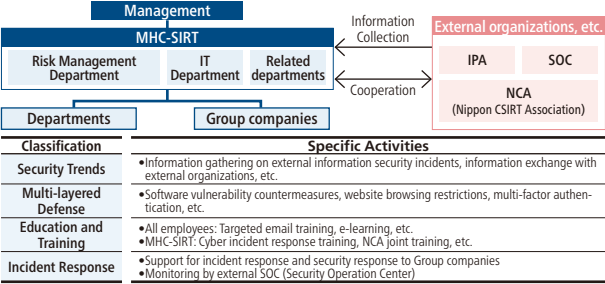 Management
MHC-SIRT
Risk Management
Department
IT
Department
Related
departments
Departments
Group companies
Information
Collection
Cooperation
External organizations, etc.
IPA
SOC
NCA
(Nippon CSIRT Association)
Classification
Specific Activities
Security Trends
•Information gathering on external information security incidents, information exchange with
external organizations, etc.
Multi-layered
Defense
•Software vulnerability countermeasures, website browsing restrictions, multi-factor authen-
tication, etc.
Education and
Training
•All employees: Targeted email training, e-learning, etc.
•MHC-SIRT: Cyber incident response training, NCA joint training, etc.
Incident Response
•Support for incident response and security response to Group companies
•Monitoring by external SOC (Security Operation Center)